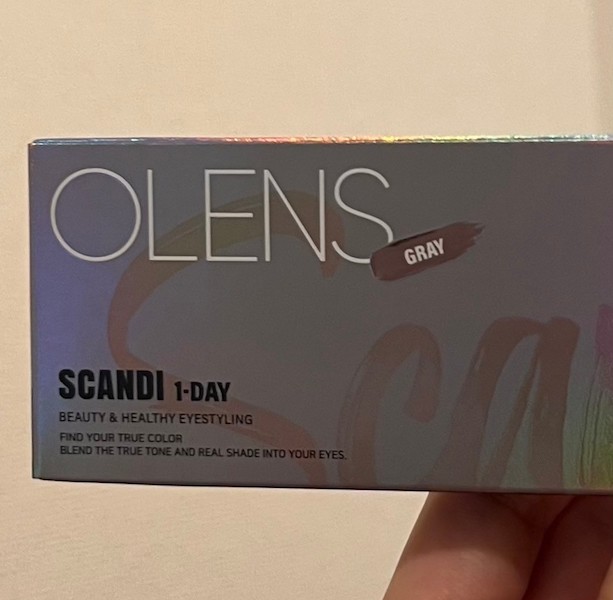 OLENS
GRAY
Sca
SCANDI 1-DAY
BEAUTY & HEALTHY EYESTYLING
FIND YOUR TRUE COLOR
BLEND THE TRUE TONE AND REAL SHADE INTO YOUR EYES.